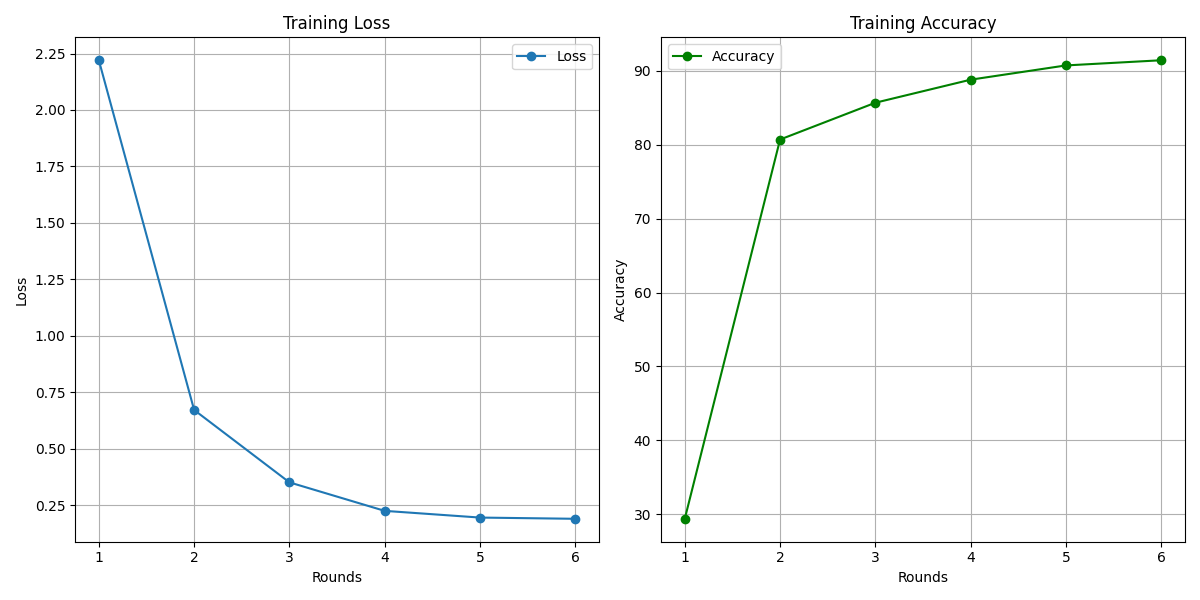 Training Loss
Loss
2.25
2.00
1.75
1.50
1.25
1.00
0.75
0.50
0.25
Loss
1 2 3 4 5 6
Rounds
Training Accuracy
Accuracy
90
80
70
60
50
40
30
Accuracy
1 2 3 4 5 6
Rounds